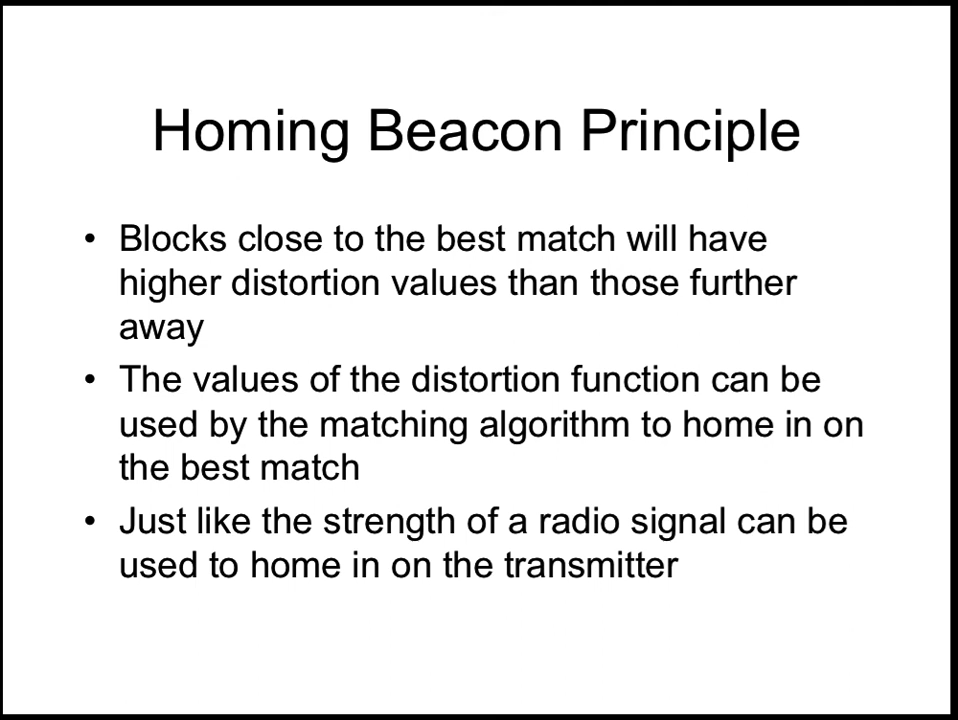 Homing Beacon Principle
• Blocks close to the best match will have
higher distortion values than those further
away
• The values of the distortion function can be
used by the matching algorithm to home in on
the best match
• Just like the strength of a radio signal can be
used to home in on the transmitter